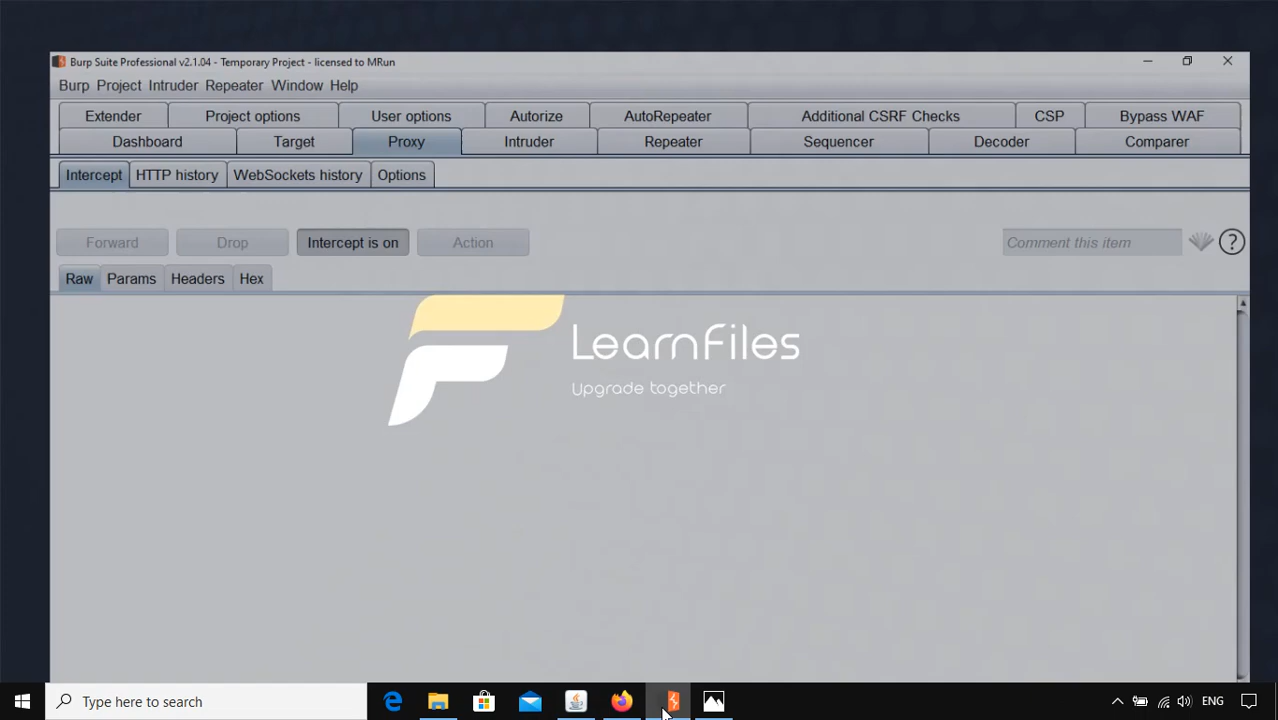 Burp Suite Professional v2.1.04 - Temporary Project - licensed to MRun
Burp Project Intruder Repeater Window Help
Extender Project options User options Autorize AutoRepeater Additional CSRF Checks CSP Bypass WAF
Dashboard Target Proxy Intruder Repeater Sequencer Decoder Comparer
Intercept HTTP history WebSockets history Options
Forward Drop Intercept is on Action Comment this item ?
Raw Params Headers Hex
LearnFiles
Upgrade together
Type here to search ENG